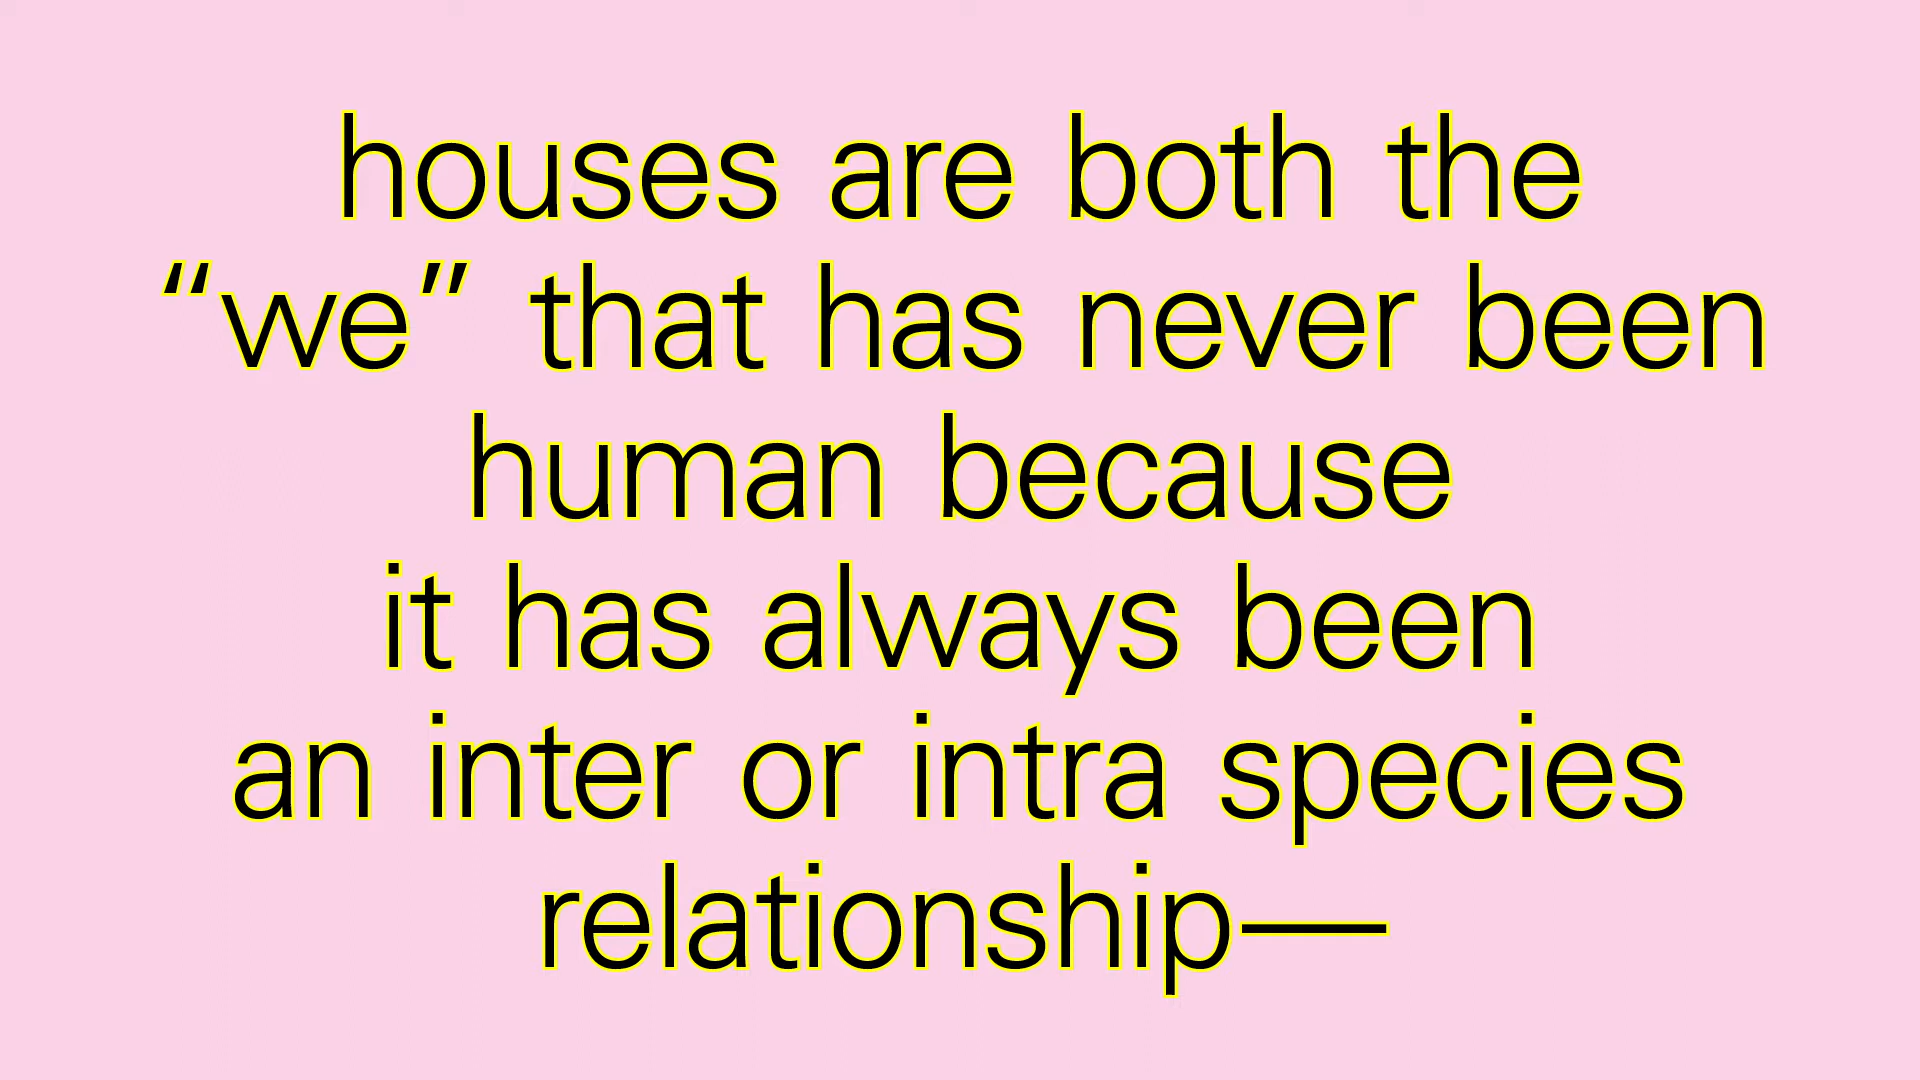 houses are both the
“we” that has never been
human because
it has always been
an inter or intra species
relationship—